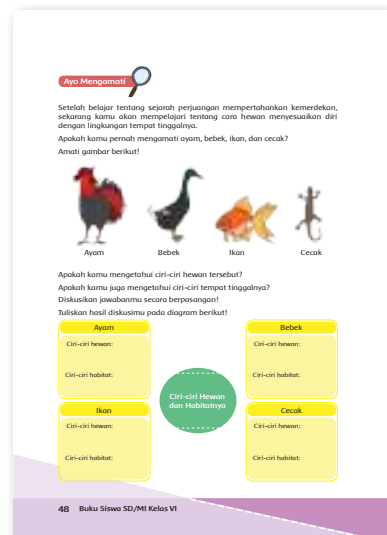 Ayo Mengamati
Setelah belajar tentang sejarah perjuangan mempertahankan kemerdekan,
sekarang kamu akan mempelajari tentang cara hewan menyesuaikan diri
dengan lingkungan tempat tinggalnya.
Apakah kamu pernah mengamati ayam, bebek, ikan, dan cecak?
Amati gambar berikut!
Ayam
Bebek
Ikan
Cecak
Apakah kamu mengetahui ciri-ciri hewan tersebut?
Apakah kamu juga mengetahui ciri-ciri tempat tinggalnya?
Diskusikan jawabanmu secara berpasangan!
Tuliskan hasil diskusimu pada diagram berikut!
Ayam
Ciri-ciri hewan:
Ciri-ciri habitat:
Bebek
Ciri-ciri hewan:
Ciri-ciri habitat:
Ciri-ciri Hewan
dan Habitatnya
Ikan
Ciri-ciri hewan:
Ciri-ciri habitat:
Cecak
Ciri-ciri hewan:
Ciri-ciri habitat:
48 Buku Siswa SD/MI Kelas VI